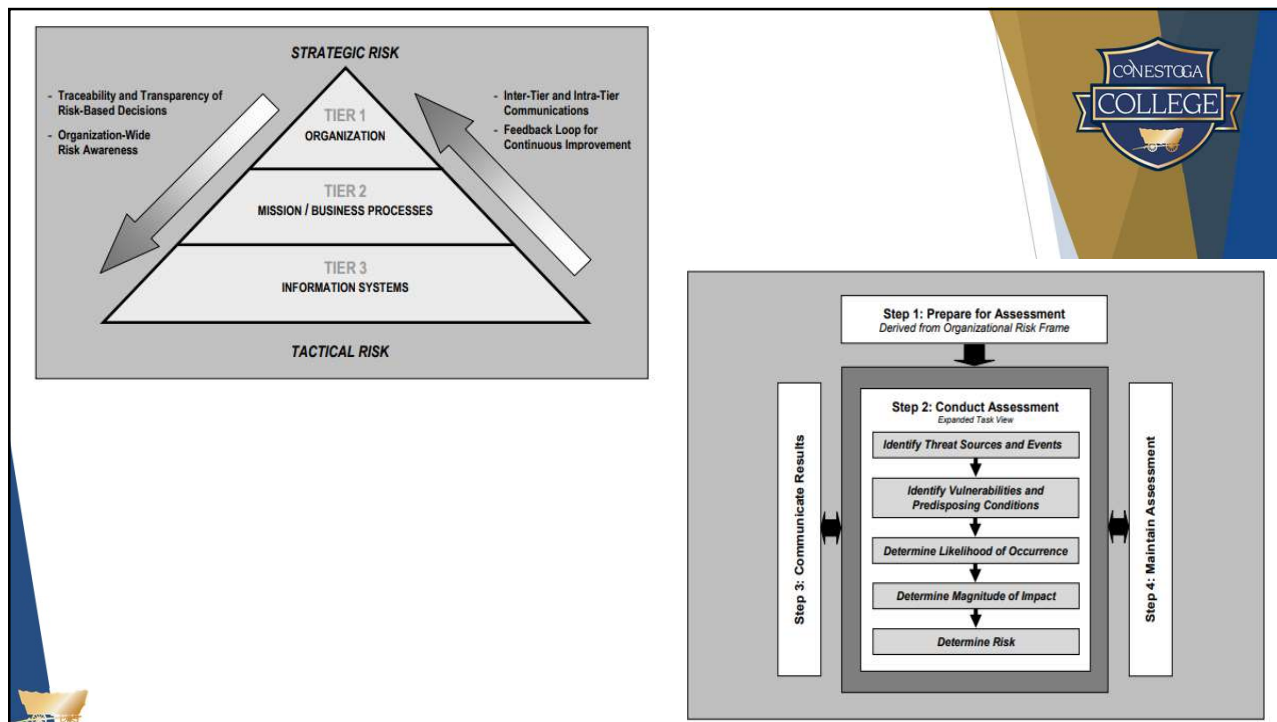 STRATEGIC RISK
- Traceability and Transparency of
Risk-Based Decisions
- Organization-Wide
Risk Awareness
- Inter-Tier and Intra-Tier
Communications
- Feedback Loop for
Continuous Improvement
TIER 1
ORGANIZATION
TIER 2
MISSION / BUSINESS PROCESSES
TIER 3
INFORMATION SYSTEMS
TACTICAL RISK
CONESTOGA
COLLEGE
Step 1: Prepare for Assessment
Derived from Organizational Risk Frame
Step 2: Conduct Assessment
Expanded Task View
Identify Threat Sources and Events
Identify Vulnerabilities and
Predisposing Conditions
Determine Likelihood of Occurrence
Determine Magnitude of Impact
Determine Risk
Step 3: Communicate Results
Step 4: Maintain Assessment